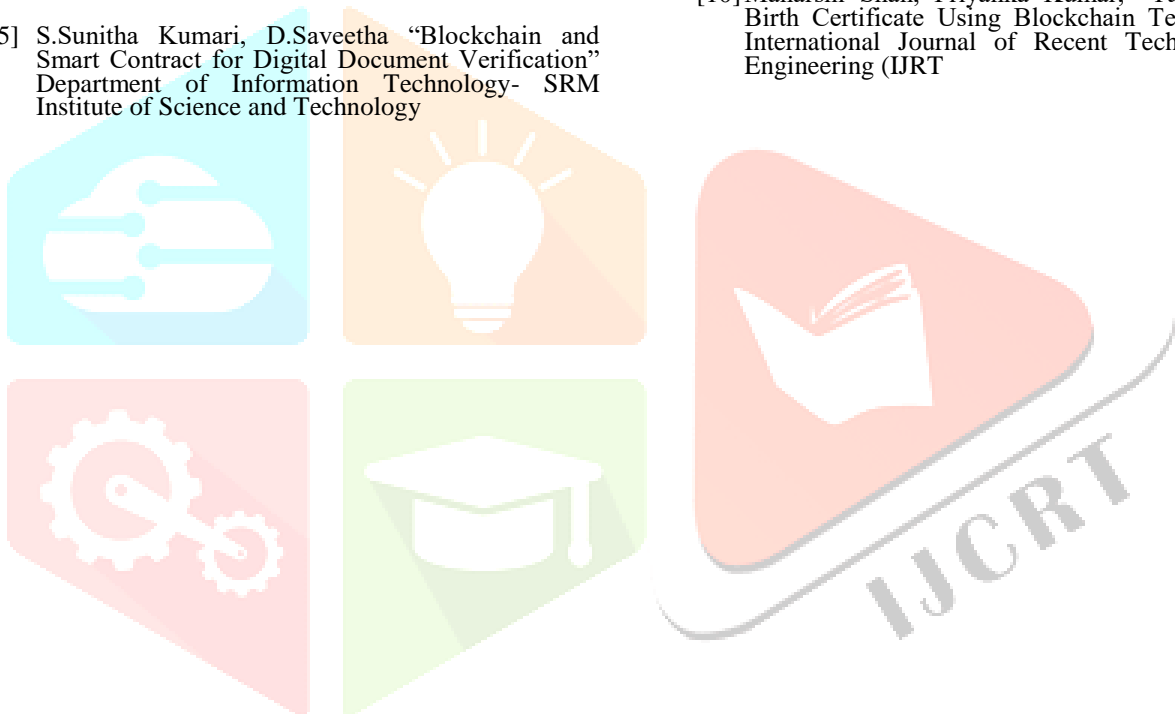 5] S.Sunitha Kumari, D.Saveetha “Blockchain and
Smart Contract for Digital Document Verification”
Department of Information Technology- SRM
Institute of Science and Technology
Birth Certificate Using Blockchain Te
International Journal of Recent Tech
Engineering (IJRT
IJCRT